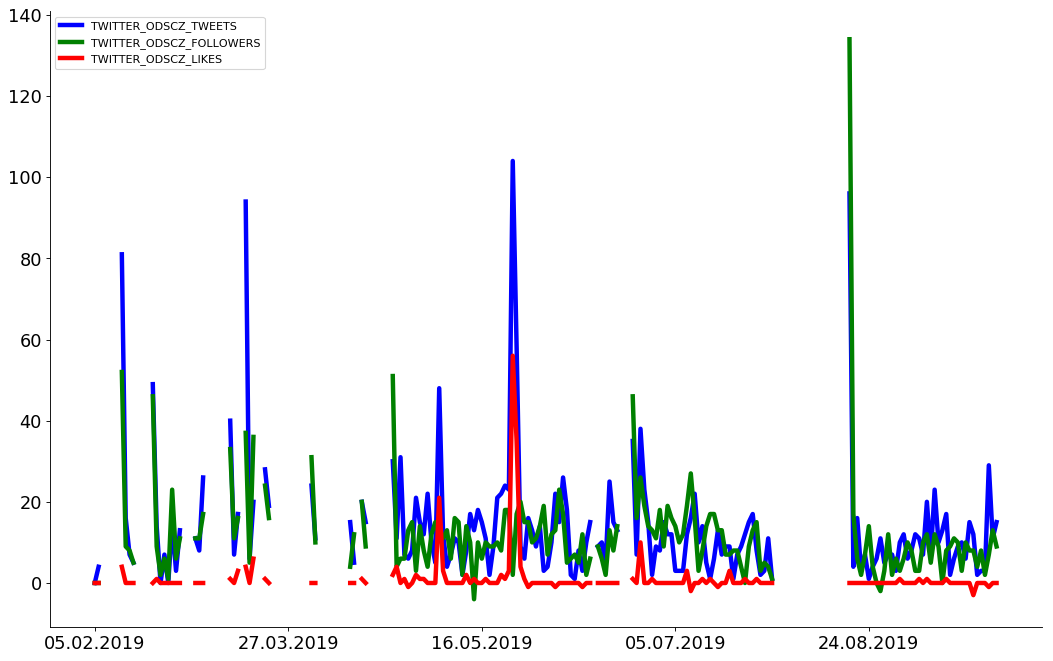 140
120
100
80
60
40
20
0
TWITTER_ODSCZ_TWEETS
TWITTER_ODSCZ_FOLLOWERS
TWITTER_ODSCZ_LIKES
05.02.2019 27.03.2019 16.05.2019 05.07.2019 24.08.2019